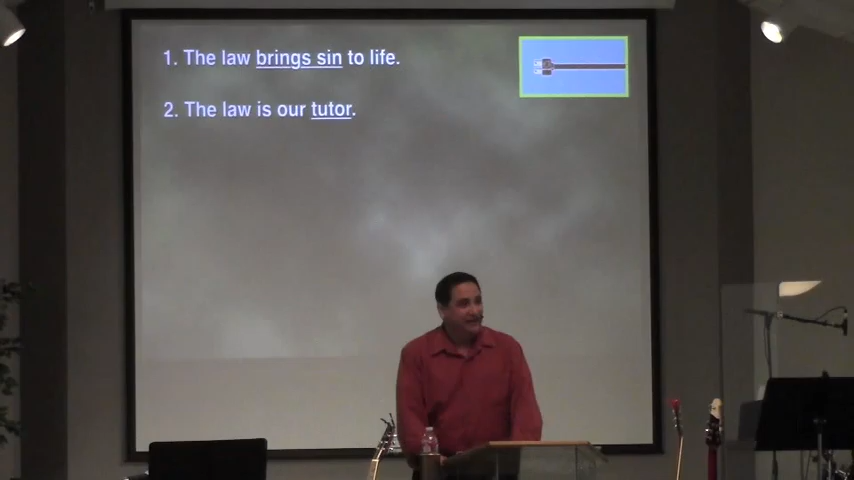 1. The law brings sin to life.
2. The law is our tutor.